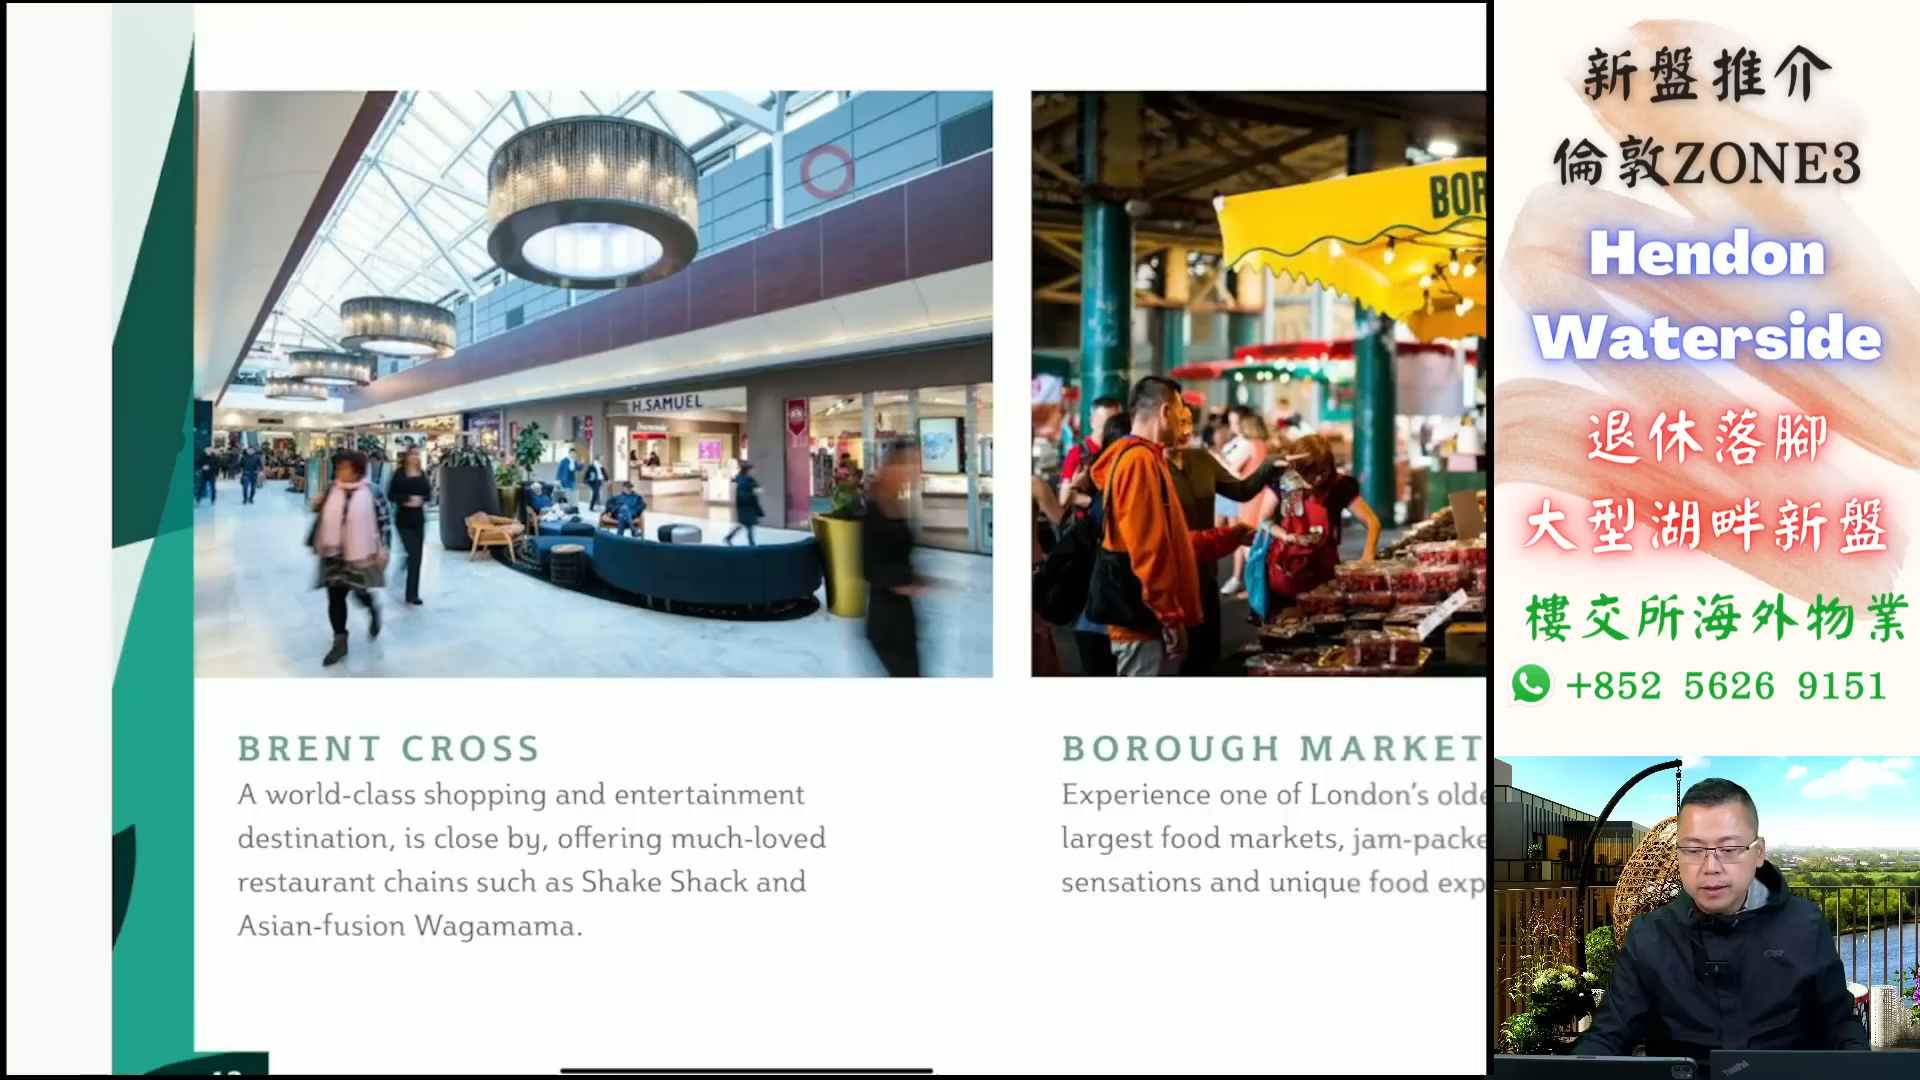 H.SAMUEL
BOR
BRENT CROSS
A world-class shopping and entertainment
destination, is close by, offering much-loved
restaurant chains such as Shake Shack and
Asian-fusion Wagamama.
BOROUGH MARKET
Experience one of London's olde
largest food markets, jam-packe
sensations and unique food exp
新盤推介
倫敦ZONE3
Hendon
Waterside
退休落腳
大型湖畔新盤
樓交所海外物業
+852 5626 9151